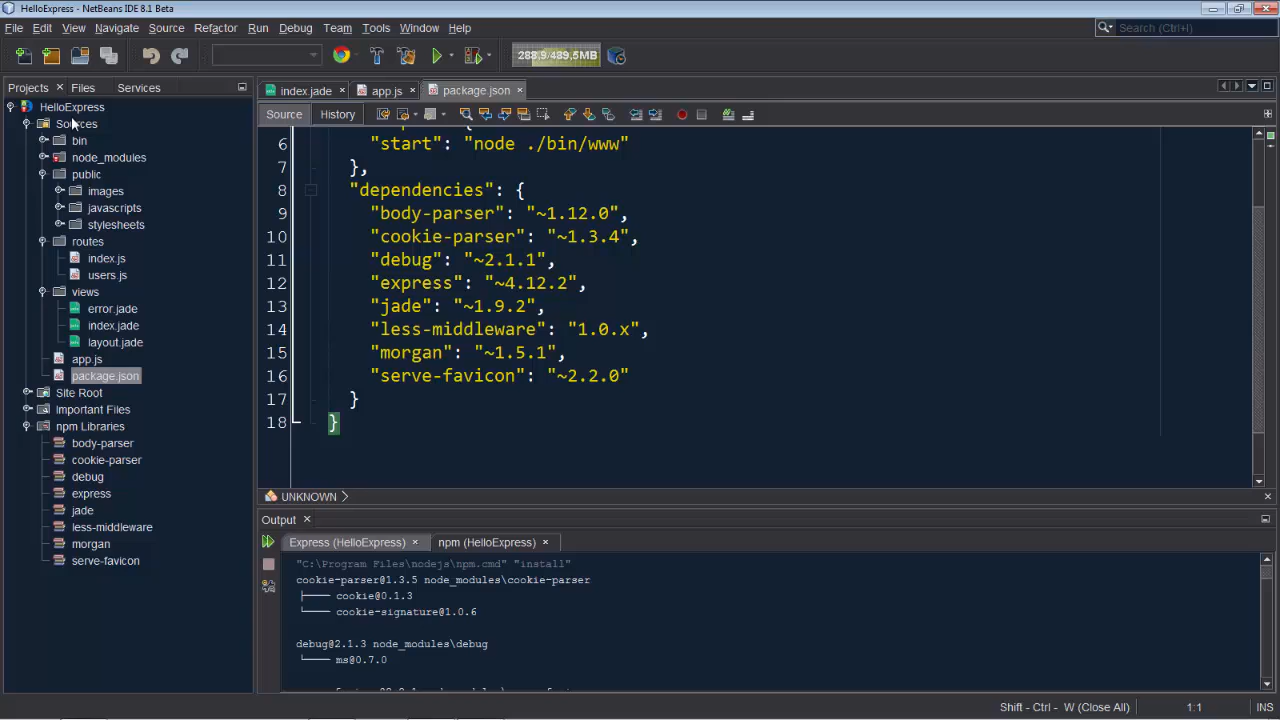 HelloExpress - NetBeans IDE 8.1 Beta
File Edit View Navigate Source Refactor Run Debug Team Tools Window Help
Search (Ctrl+I)
288,9/489,5MB
Projects Files Services
index.jade app.js package.json
Source History
HelloExpress
Sources
bin
node_modules
public
images
javascripts
stylesheets
routes
index.js
users.js
views
error.jade
index.jade
layout.jade
app.js
package.json
Site Root
Important Files
npm Libraries
body-parser
cookie-parser
debug
express
jade
less-middleware
morgan
serve-favicon
6 "start": "node ./bin/www"
7 },
8 "dependencies": {
9 "body-parser": "~1.12.0",
10 "cookie-parser": "~1.3.4",
11 "debug": "~2.1.1",
12 "express": "~4.12.2",
13 "jade": "~1.9.2",
14 "less-middleware": "1.0.x",
15 "morgan": "~1.5.1",
16 "serve-favicon": "~2.2.0"
17 }
18 }
UNKNOWN
Output
Express (HelloExpress) npm (HelloExpress)
"C:\Program Files\nodejs\npm.cmd" "install"
cookie-parser@1.3.5 node_modules\cookie-parser
├── cookie@0.1.3
└── cookie-signature@1.0.6
debug@2.1.3 node_modules\debug
└── ms@0.7.0
Shift - Ctrl - W (Close All) 1:1 INS